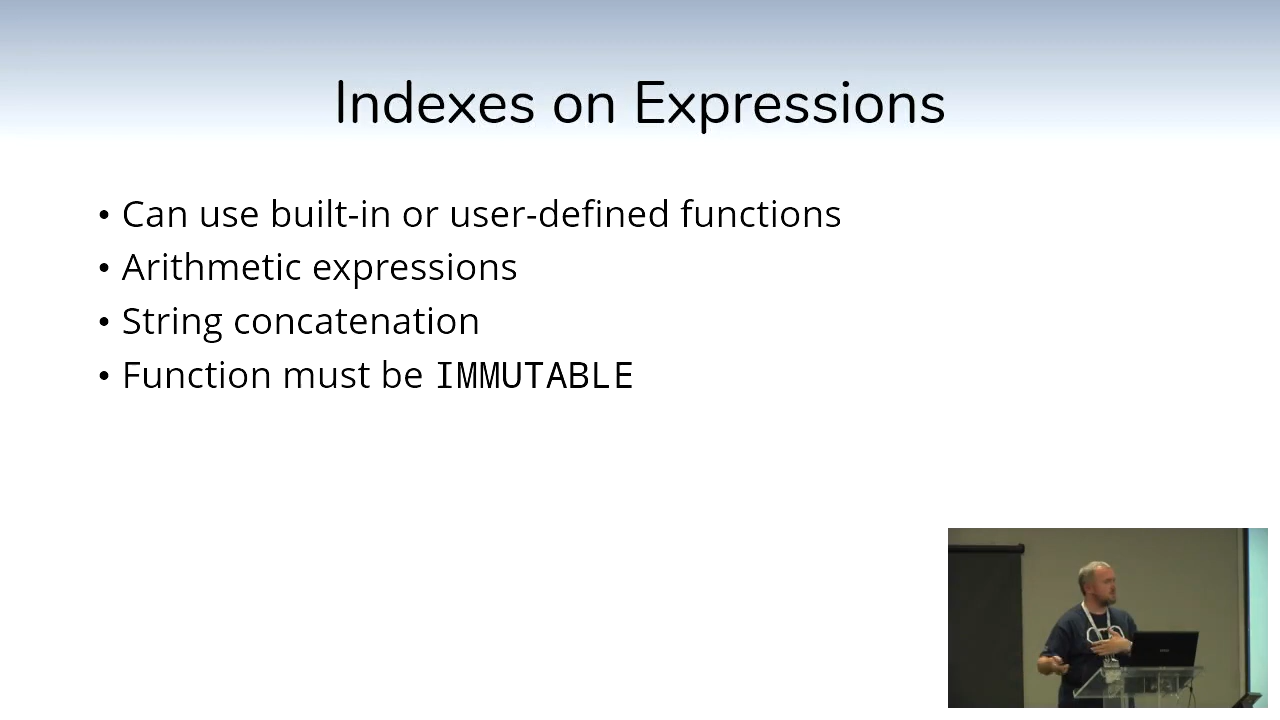 Indexes on Expressions
• Can use built-in or user-defined functions
• Arithmetic expressions
• String concatenation
• Function must be IMMUTABLE